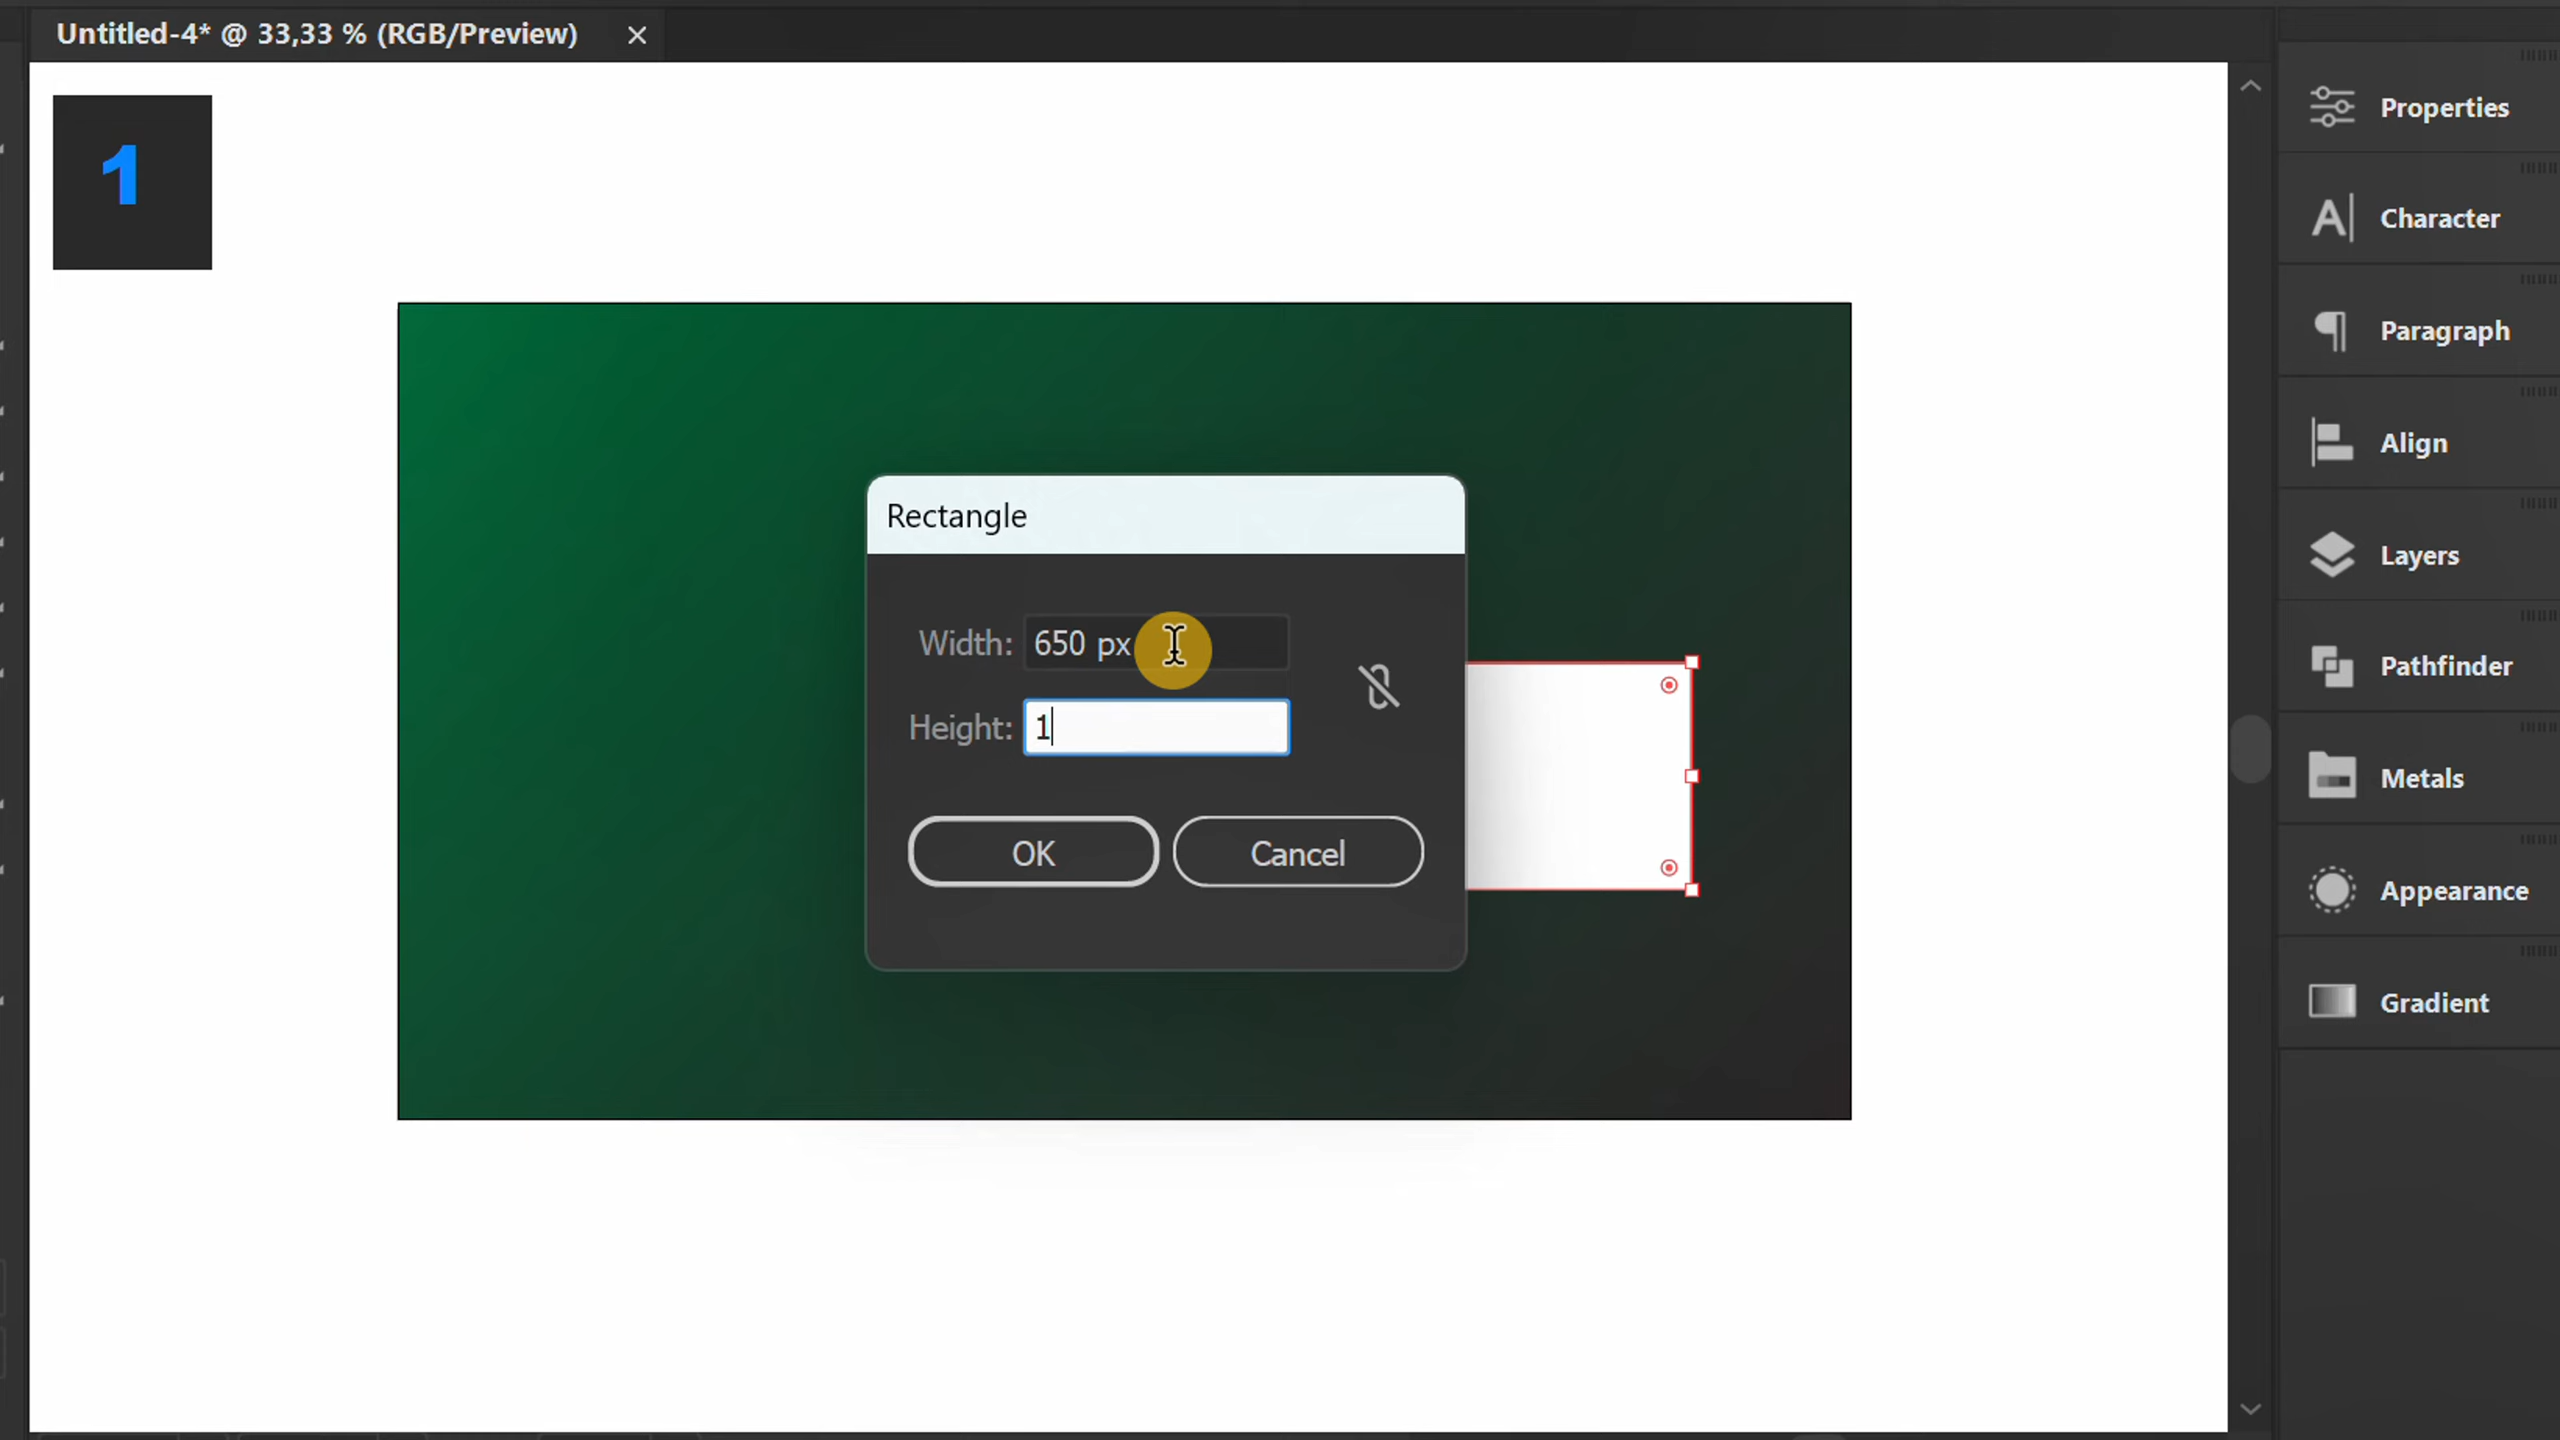 Untitled-4* @ 33,33 % (RGB/Preview)
1
Rectangle
Width: 650 px
Height: 1
OK
Cancel
Properties
Character
Paragraph
Align
Layers
Pathfinder
Metals
Appearance
Gradient